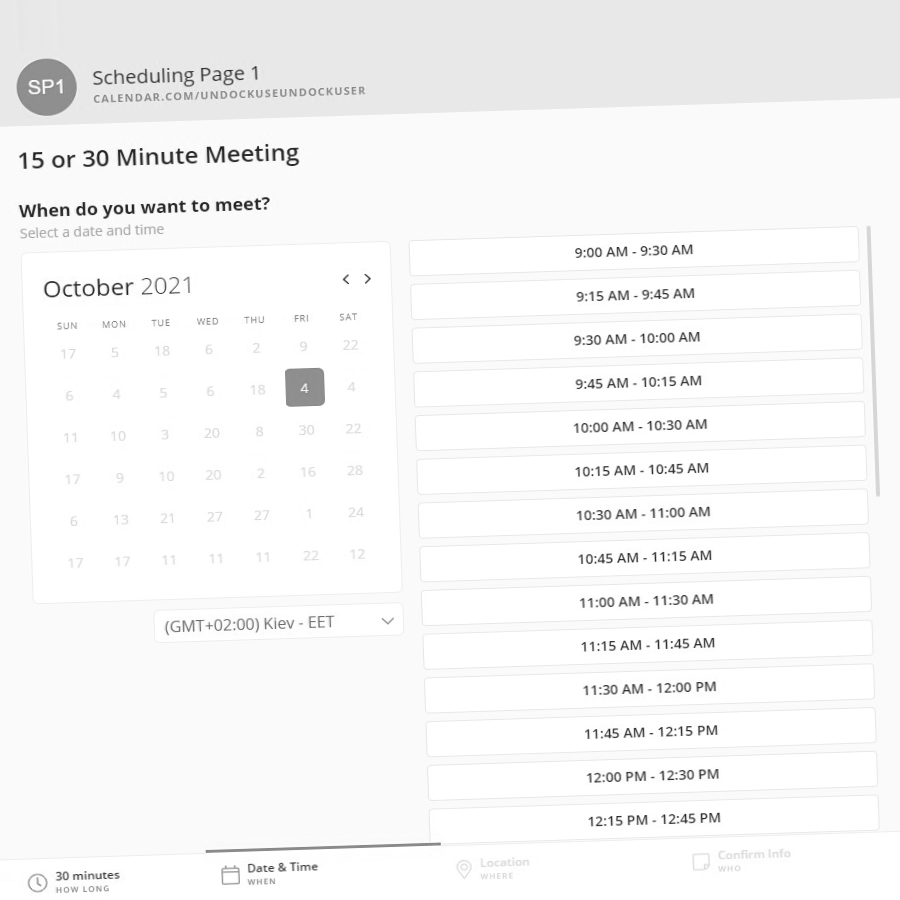 SP1
Scheduling Page 1
CALENDAR.COM/UNDOCKUSEUNDOCKUSER
15 or 30 Minute Meeting
When do you want to meet?
Select a date and time
October 2021
SUN MON TUE WED THU FRI SAT
17 5 18 6 2 9 22
6 4 5 6 18 4 4
11 10 3 20 8 30 22
17 9 10 20 2 16 28
6 13 21 27 27 1 24
17 17 11 11 11 22 12
(GMT+02:00) Kiev - EET
9:00 AM - 9:30 AM
9:15 AM - 9:45 AM
9:30 AM - 10:00 AM
9:45 AM - 10:15 AM
10:00 AM - 10:30 AM
10:15 AM - 10:45 AM
10:30 AM - 11:00 AM
10:45 AM - 11:15 AM
11:00 AM - 11:30 AM
11:15 AM - 11:45 AM
11:30 AM - 12:00 PM
11:45 AM - 12:15 PM
12:00 PM - 12:30 PM
12:15 PM - 12:45 PM
30 minutes
HOW LONG
Date & Time
WHEN
Location
WHERE
Confirm Info
WHO